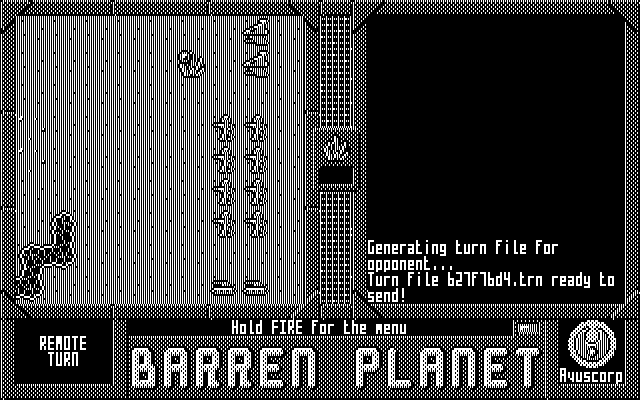 Generating turn file for
opponent...
Turn file b27f7bd4.trn ready to
send!
Hold FIRE for the menu
REMOTE
TURN
BARREN PLANET
Ayuscorp